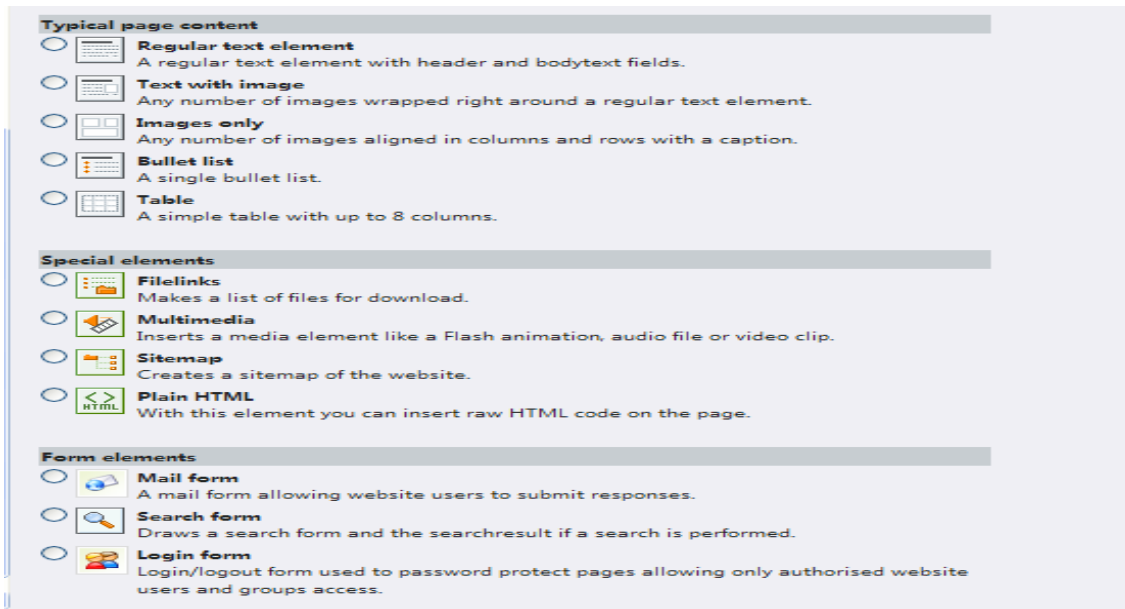 Typical page content
Regular text element
A regular text element with header and bodytext fields.
Text with image
Any number of images wrapped right around a regular text element.
Images only
Any number of images aligned in columns and rows with a caption.
Bullet list
A single bullet list.
Table
A simple table with up to 8 columns.
Special elements
Filelinks
Makes a list of files for download.
Multimedia
Inserts a media element like a Flash animation, audio file or video clip.
Sitemap
Creates a sitemap of the website.
< >
HTML
Plain HTML
With this element you can insert raw HTML code on the page.
Form elements
Mail form
A mail form allowing website users to submit responses.
Search form
Draws a search form and the searchresult if a search is performed.
Login form
Login/logout form used to password protect pages allowing only authorised website
users and groups access.